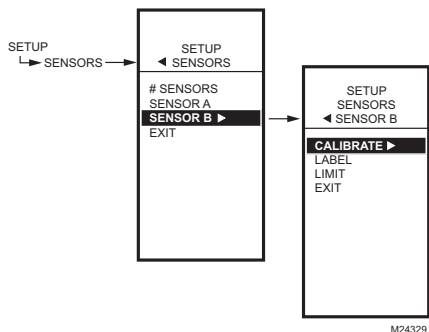 SETUP
SENSORS
SETUP
◄ SENSORS
# SENSORS
SENSOR A
SENSOR B ►
EXIT
SETUP
SENSORS
◄ SENSOR B
CALIBRATE ►
LABEL
LIMIT
EXIT
M24329